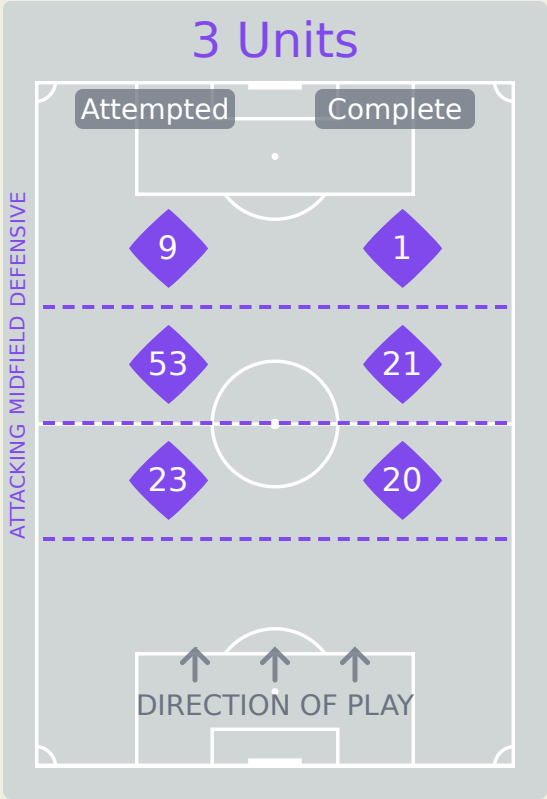 3 Units
Attempted Complete
ATTACKING MIDFIELD DEFENSIVE
9 1
53 21
23 20
DIRECTION OF PLAY